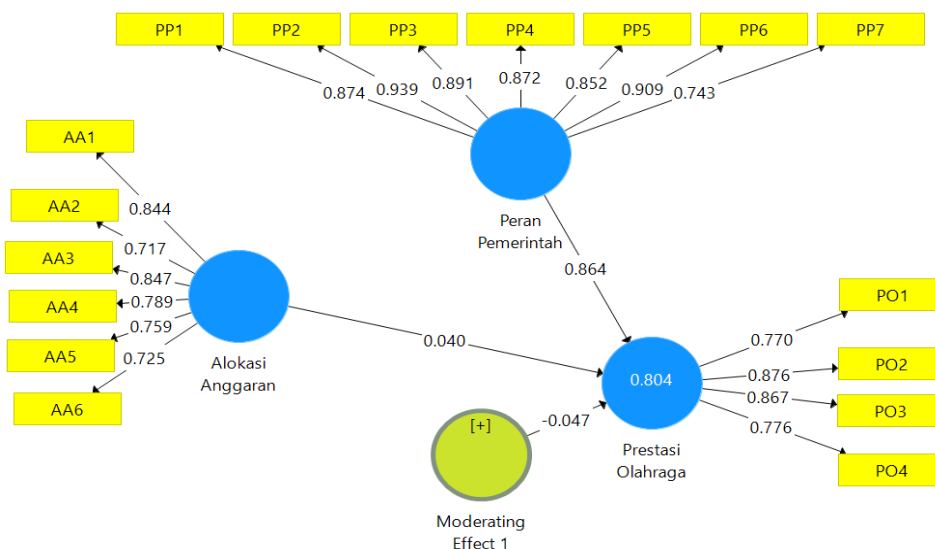 PP1
PP2
PP3
PP4
PP5
PP6
PP7
0.874
0.939
0.891
0.872
0.852
0.909
0.743
AA1
AA2
AA3
AA4
AA5
AA6
0.844
0.717
0.847
0.789
0.759
0.725
Alokasi
Anggaran
Peran
Pemerintah
0.864
0.040
[+]
-0.047
Moderating
Effect 1
0.804
Prestasi
Olahraga
0.770
0.876
0.867
0.776
PO1
PO2
PO3
PO4